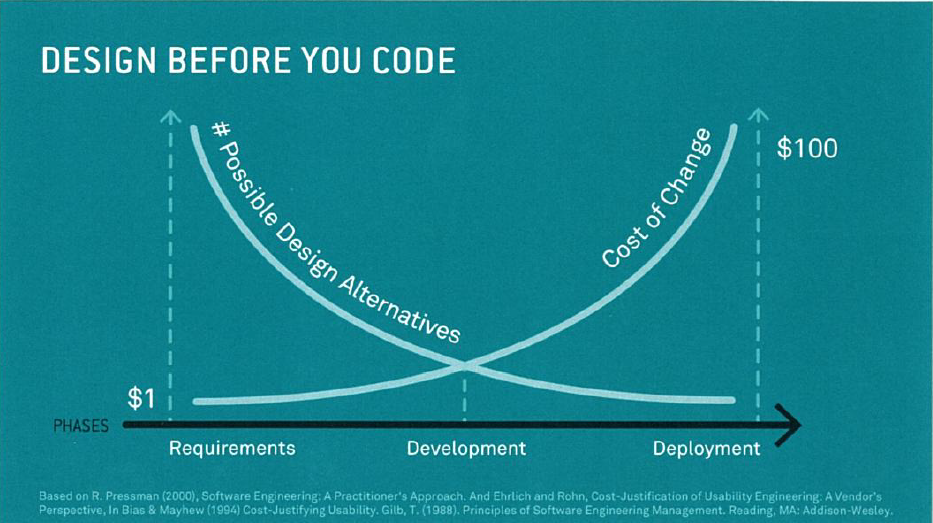 DESIGN BEFORE YOU CODE
# Possible Design Alternatives
Cost of Change
$100
$1
PHASES
Requirements
Development
Deployment
Based on R. Pressman (2000), Software Engineering: A Practitioner's Approach. And Ehrlich and Rohn, Cost-Justification of Usability Engineering: A Vendor's
Perspective, In Bias & Mayhew (1994) Cost-Justifying Usability. Gilb, T. (1988). Principles of Software Engineering Management. Reading, MA: Addison-Wesley.